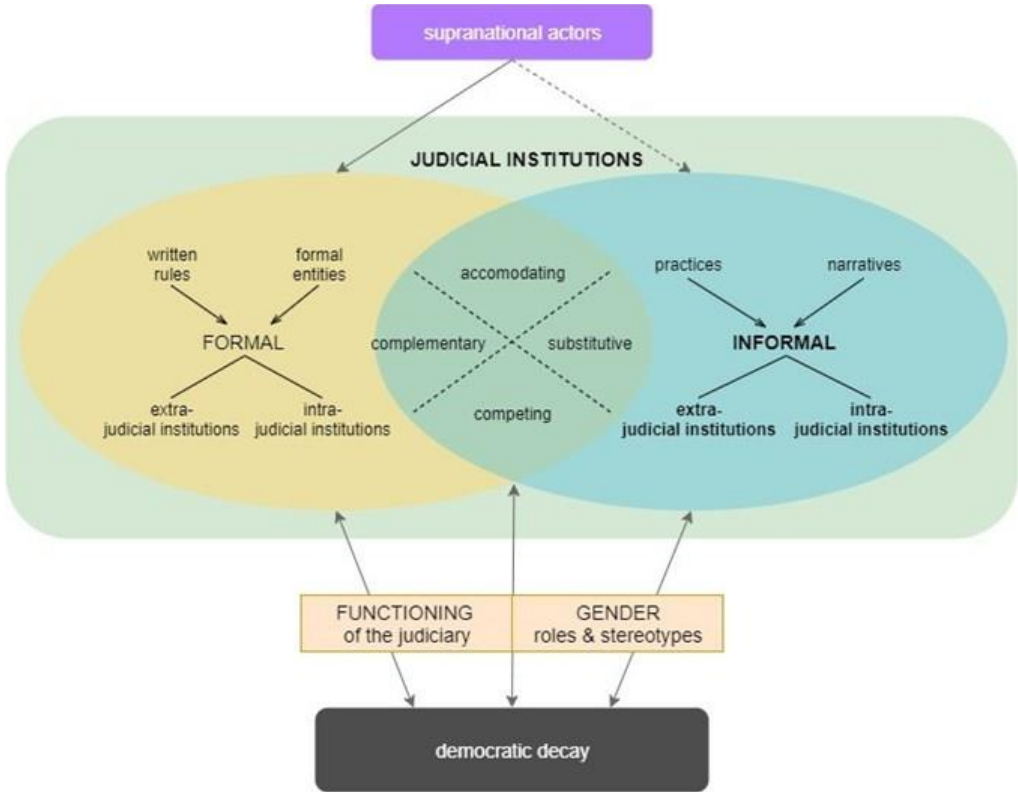 supranational actors
JUDICIAL INSTITUTIONS
written
rules
formal
entities
FORMAL
extra-
judicial institutions
intra-
judicial institutions
accomodating
complementary
substitutive
competing
practices
narratives
INFORMAL
extra-
judicial institutions
intra-
judicial institutions
FUNCTIONING
of the judiciary
GENDER
roles & stereotypes
democratic decay